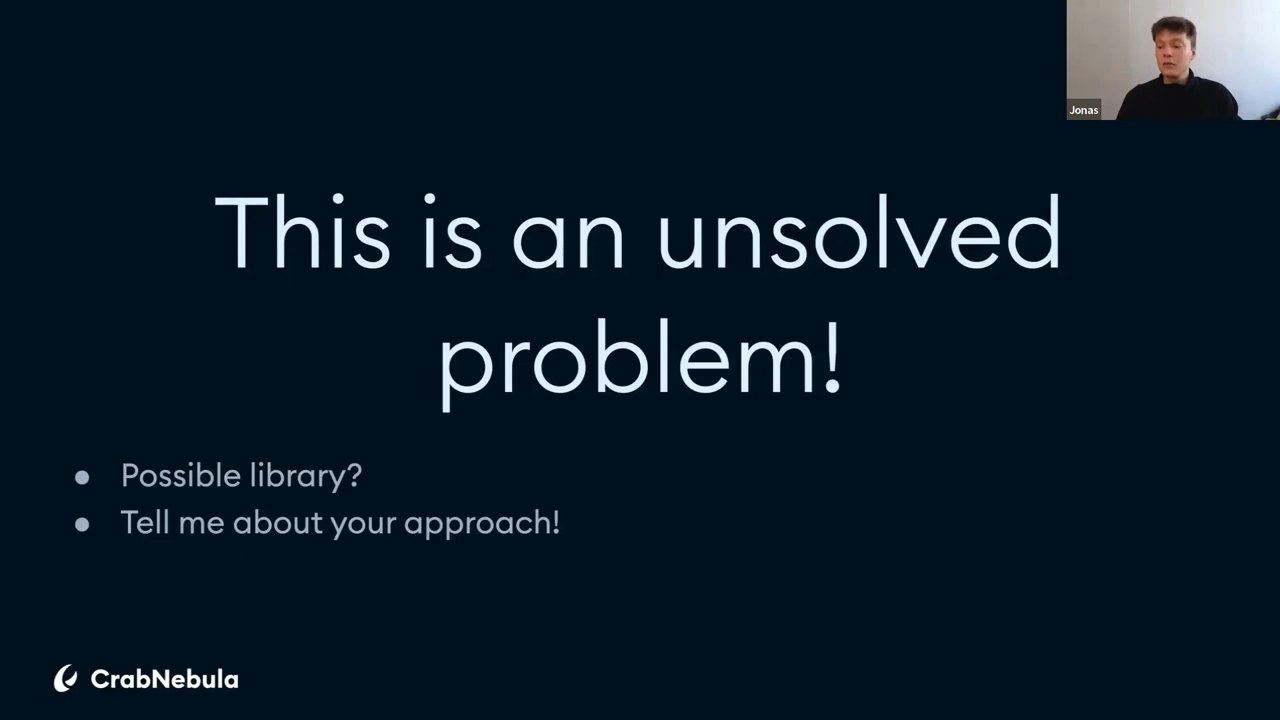 Jonas
This is an unsolved
problem!
● Possible library?
● Tell me about your approach!
CrabNebula